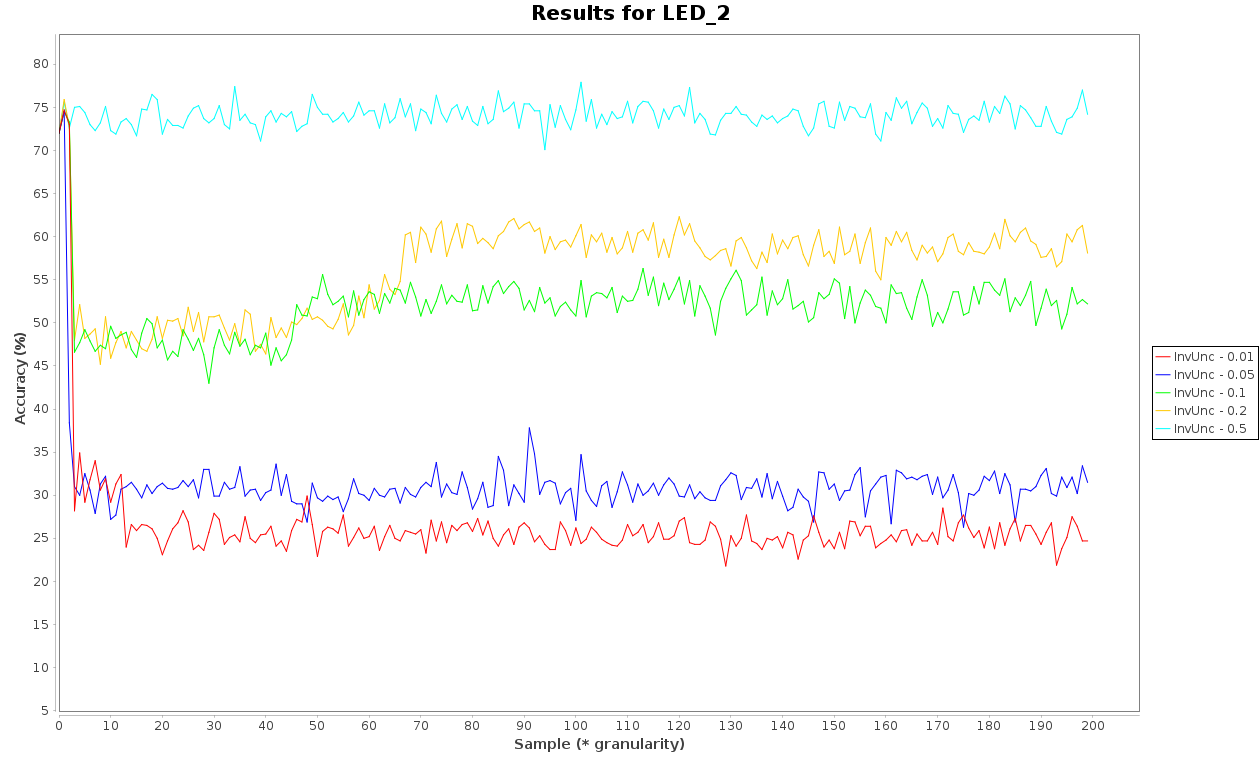 Results for LED_2
80
75
70
65
60
55
50
45
40
35
30
25
20
15
10
5
Accuracy (%)
0 10 20 30 40 50 60 70 80 90 100 110 120 130 140 150 160 170 180 190 200
Sample (* granularity)
InvUnc - 0.01
InvUnc - 0.05
InvUnc - 0.1
InvUnc - 0.2
InvUnc - 0.5